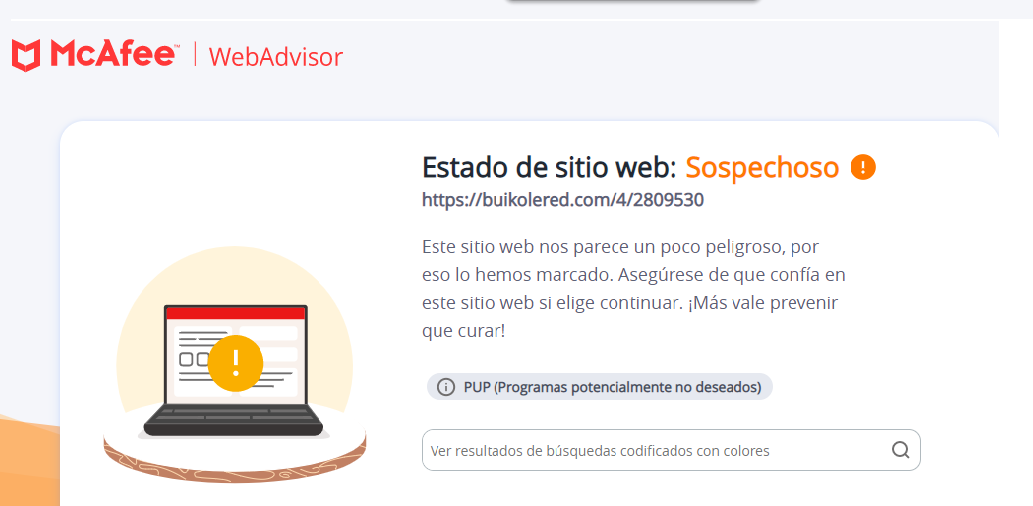 McAfee™ | WebAdvisor
Estado de sitio web: Sospechoso
https://buikolered.com/4/2809530
Este sitio web nos parece un poco peligroso, por
eso lo hemos marcado. Asegúrese de que confía en
este sitio web si elige continuar. ¡Más vale prevenir
que curar!
PUP (Programas potencialmente no deseados)
Ver resultados de búsquedas codificados con colores